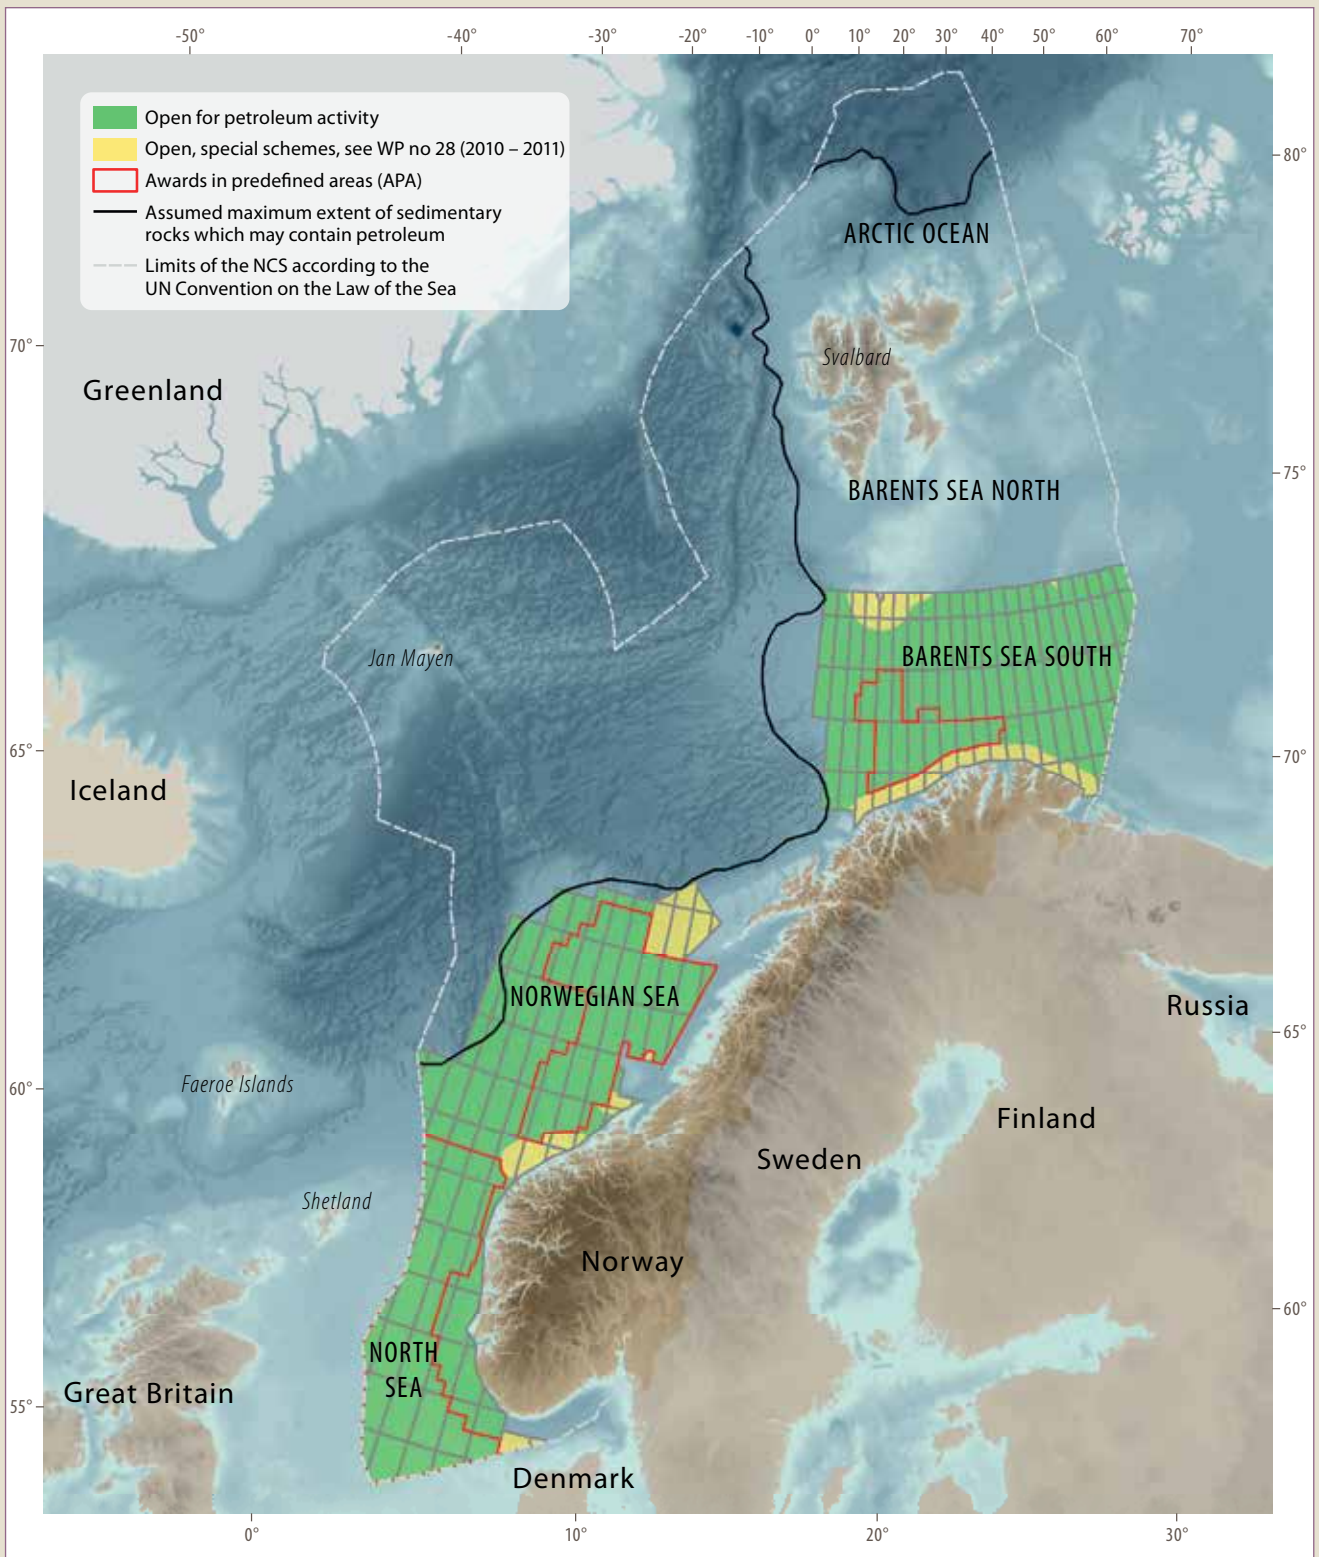 -50° -40° -30° -20° -10° 0° 10° 20° 30° 40° 50° 60° 70°
Open for petroleum activity
Open, special schemes, see WP no 28 (2010 – 2011)
Awards in predefined areas (APA)
Assumed maximum extent of sedimentary
rocks which may contain petroleum
Limits of the NCS according to the
UN Convention on the Law of the Sea
80°
ARCTIC OCEAN
70°
Svalbard
Greenland
75°
BARENTS SEA NORTH
Jan Mayen
BARENTS SEA SOUTH
65°
70°
Iceland
NORWEGIAN SEA
Russia
65°
Faeroe Islands
60°
Finland
Sweden
Shetland
Norway
60°
NORTH
SEA
Great Britain
55°
Denmark
0° 10° 20° 30°